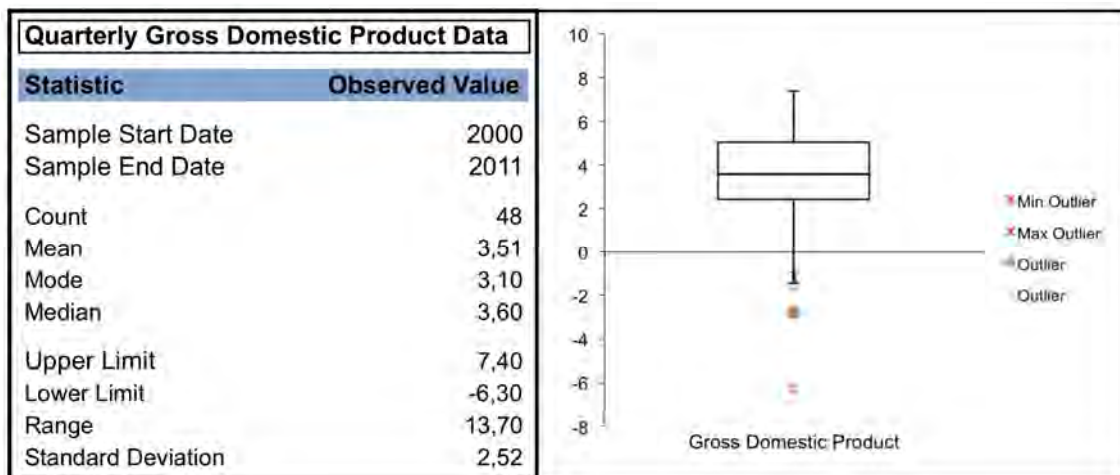 Quarterly Gross Domestic Product Data
Statistic Observed Value
Sample Start Date 2000
Sample End Date 2011
Count 48
Mean 3,51
Mode 3,10
Median 3,60
Upper Limit 7,40
Lower Limit -6,30
Range 13,70
Standard Deviation 2,52
10
8
6
4
2
0
-2
-4
-6
-8
Gross Domestic Product
Min Outlier
Max Outlier
Outlier
Outlier